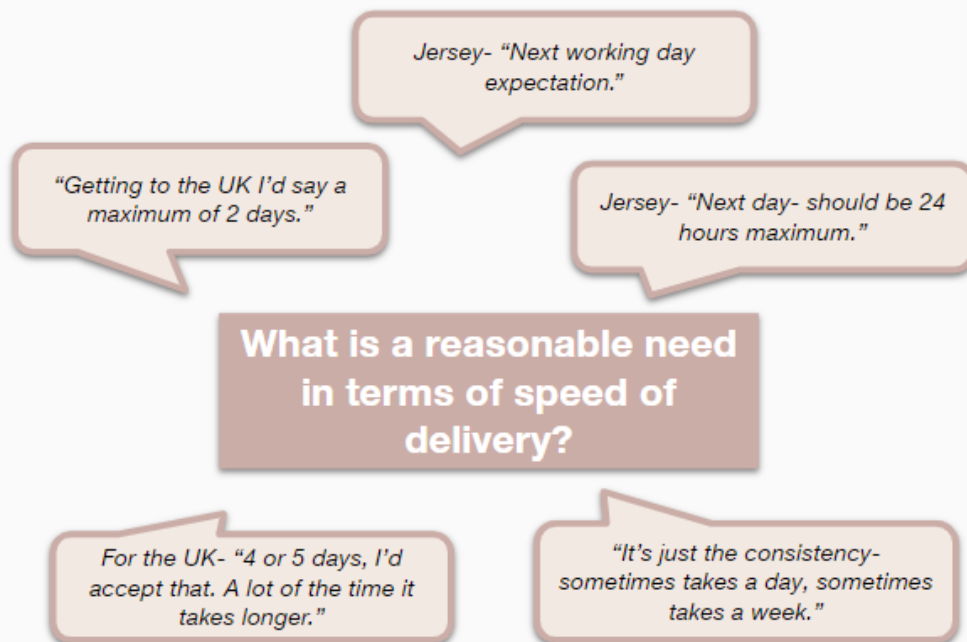 Jersey- “Next working day
expectation.”
“Getting to the UK I’d say a
maximum of 2 days.”
Jersey- “Next day- should be 24
hours maximum.”
What is a reasonable need
in terms of speed of
delivery?
For the UK- “4 or 5 days, I’d
accept that. A lot of the time it
takes longer.”
“It’s just the consistency-
sometimes takes a day, sometimes
takes a week.”